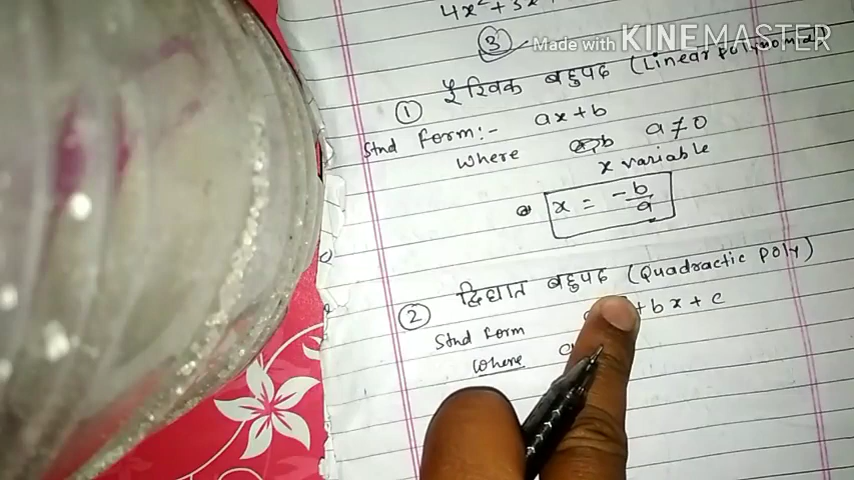 4x²+3x
③
Made with KINEMASTER
① रैखिक बहुपद (Linear Polynomial)
Stnd Form:- ax+b
Where b a≠0
x variable
x = -b/a
② द्विघात बहुपद (Quadractic Poly)
Stnd Form +bx+c
Where